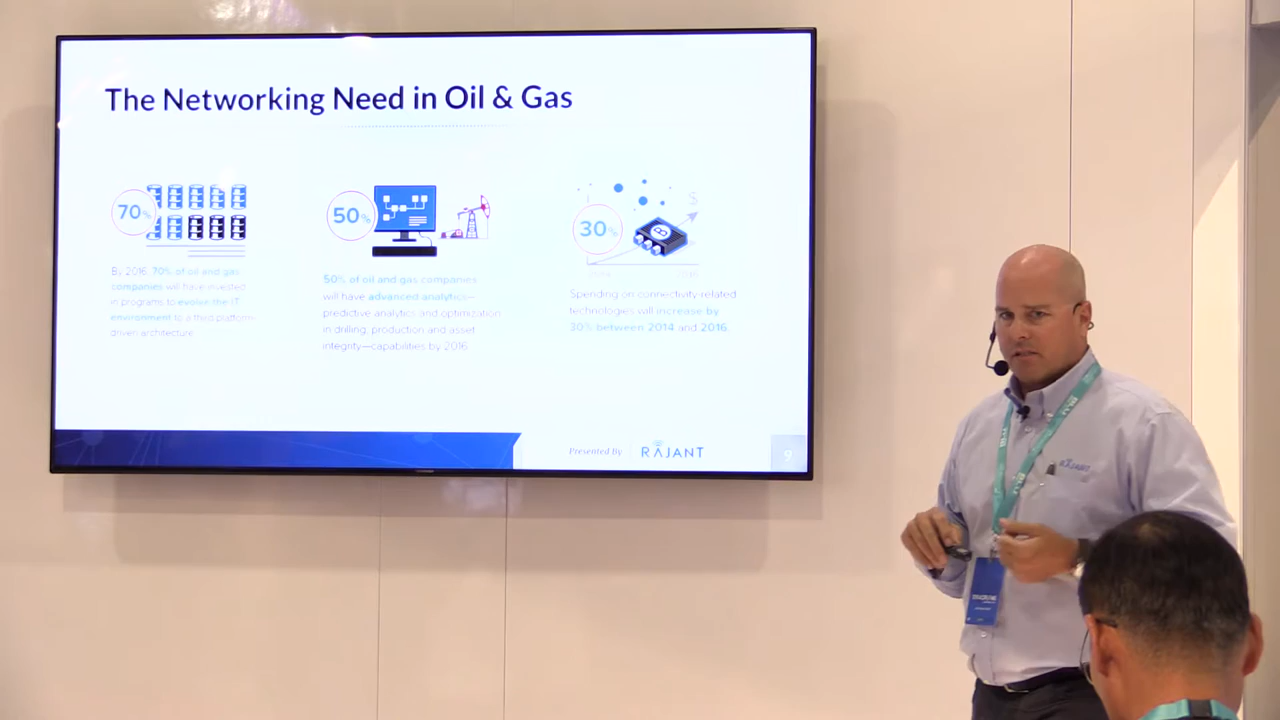 The Networking Need in Oil & Gas
70%
By 2016, 70% of oil and gas
companies will have invested
in programs to evolve the IT
environment to a third platform-
driven architecture
50%
50% of oil and gas companies
will have advanced analytics—
predictive analytics and optimization
in drilling, production and asset
integrity—capabilities by 2016
30%
$
B
2014 2016
Spending on connectivity-related
technologies will increase by
30% between 2014 and 2016.
Presented By RAJANT
9
RAJANT